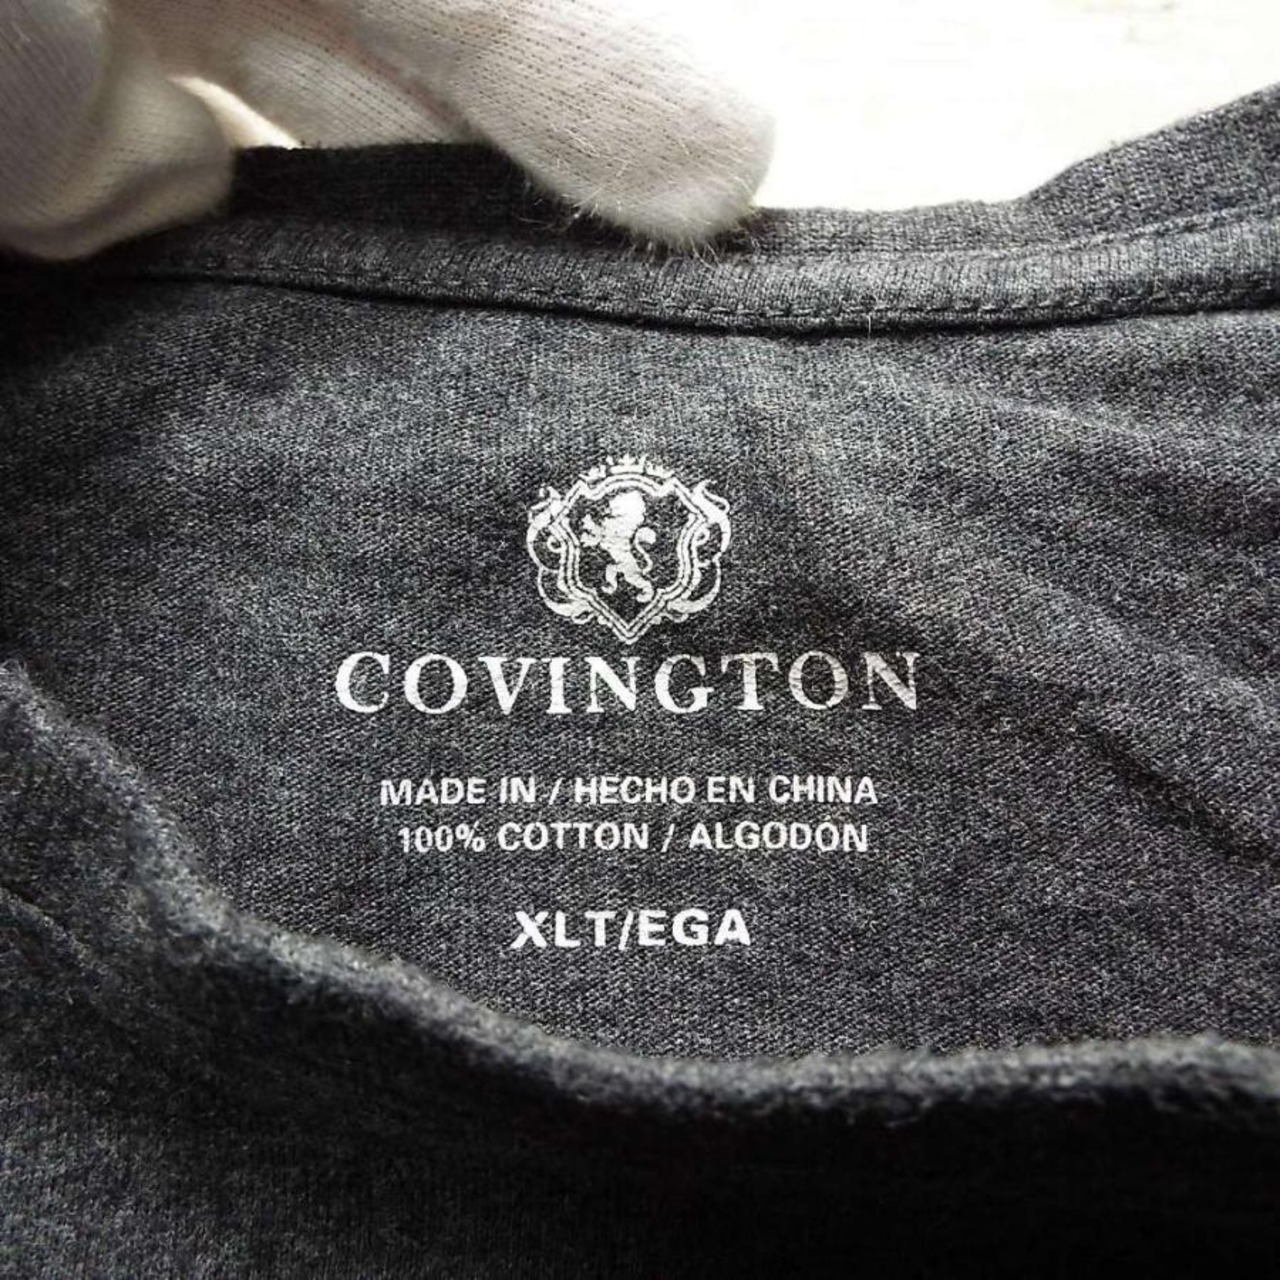 COVINGTON
MADE IN / HECHO EN CHINA
100% COTTON / ALGODÓN
XLT/EGA